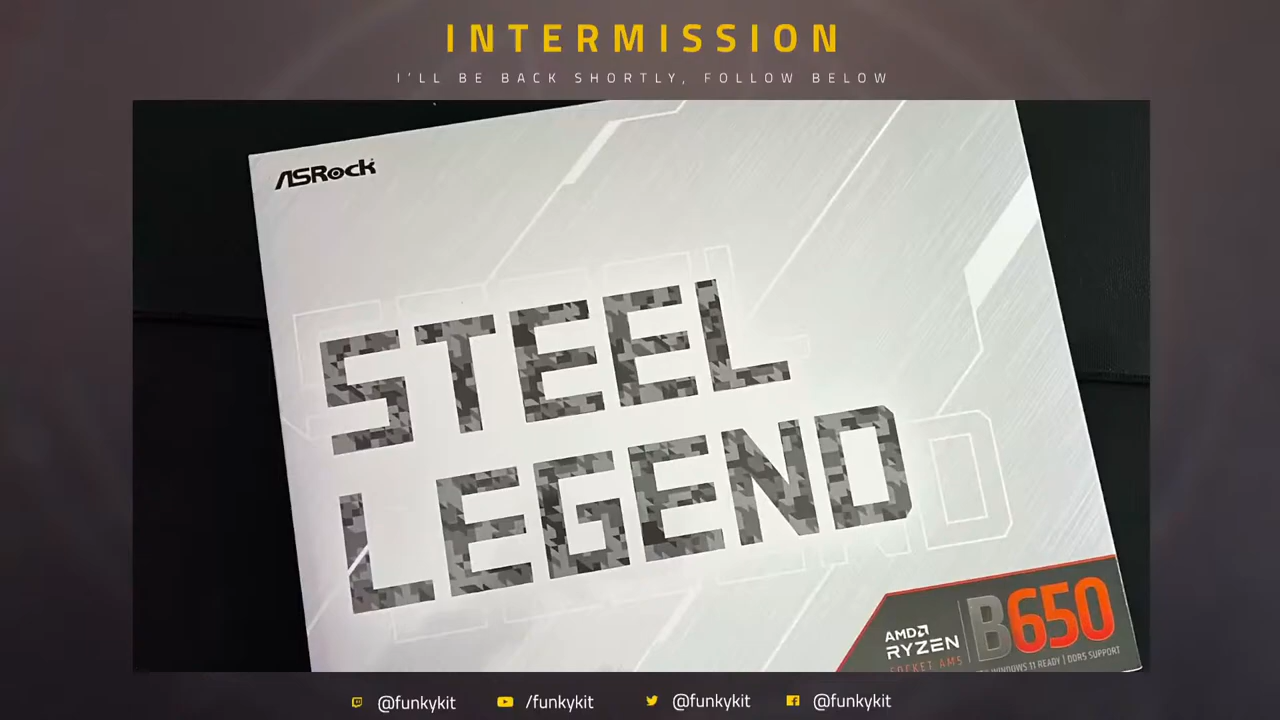 INTERMISSION
I'LL BE BACK SHORTLY, FOLLOW BELOW
ASRock
STEEL
LEGEND
AMD
RYZEN
SOCKET AM5
B650
WINDOWS 11 READY | DDR5 SUPPORT
@funkykit /funkykit @funkykit @funkykit